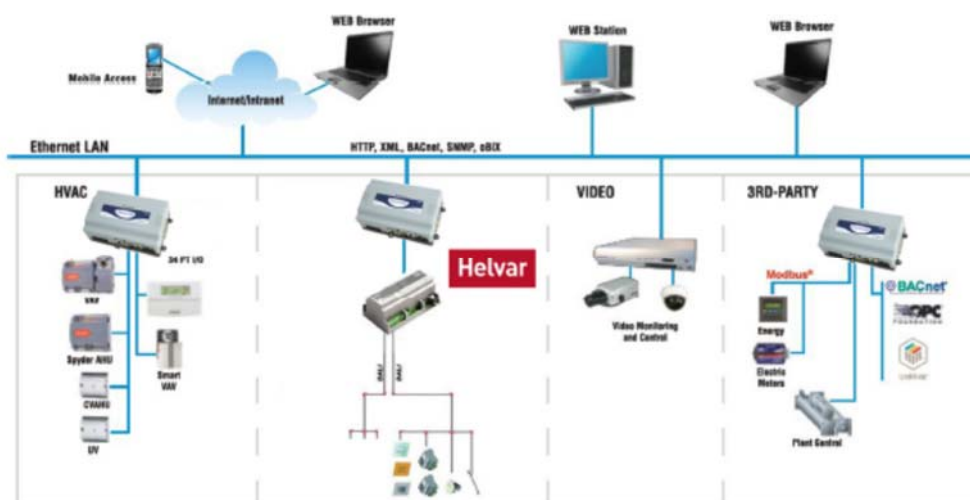 WEB Browser
WEB Station
WEB Browser
Mobile Access
Internet/Intranet
Ethernet LAN
HTTP, XML, BACnet, SNMP, oBIX
HVAC
VIDEO
3RD-PARTY
34 PT I/O
Helvar
Modbus®
BACnet®
VAV
OPC
FOUNDATION
Energy
Video Monitoring
and Control
Spyder AHU
Smart
VAV
Electric
Motors
CVAHU
Plant Control
UV